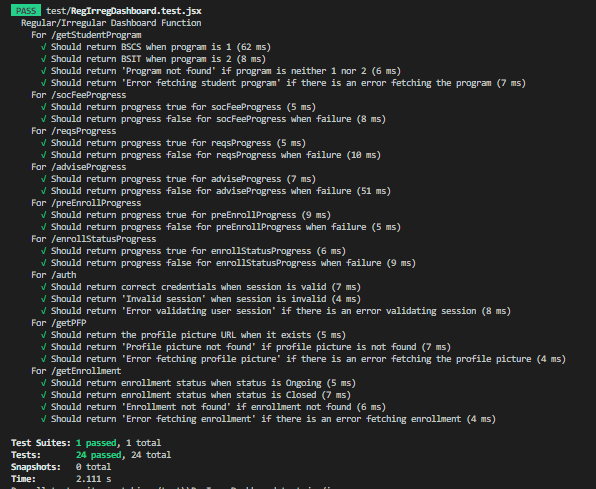 PASS test/RegIrregDashboard.test.jsx
Regular/Irregular Dashboard Function
For /getStudentProgram
√ Should return BSCS when program is 1 (62 ms)
√ Should return BSIT when program is 2 (8 ms)
√ Should return 'Program not found' if program is neither 1 nor 2 (6 ms)
√ Should return 'Error fetching student program' if there is an error fetching the program (7 ms)
For /socFeeProgress
√ Should return progress true for socFeeProgress (5 ms)
√ Should return progress false for socFeeProgress when failure (8 ms)
For /reqsProgress
√ Should return progress true for reqsProgress (5 ms)
√ Should return progress false for reqsProgress when failure (10 ms)
For /adviseProgress
√ Should return progress true for adviseProgress (7 ms)
√ Should return progress false for adviseProgress when failure (51 ms)
For /preEnrollProgress
√ Should return progress true for preEnrollProgress (9 ms)
√ Should return progress false for preEnrollProgress when failure (5 ms)
For /enrollStatusProgress
√ Should return progress true for enrollStatusProgress (6 ms)
√ Should return progress false for enrollStatusProgress when failure (9 ms)
For /auth
√ Should return correct credentials when session is valid (7 ms)
√ Should return 'Invalid session' when session is invalid (4 ms)
√ Should return 'Error validating user session' if there is an error validating session (8 ms)
For /getPFP
√ Should return the profile picture URL when it exists (5 ms)
√ Should return 'Profile picture not found' if profile picture is not found (7 ms)
√ Should return 'Error fetching profile picture' if there is an error fetching the profile picture (4 ms)
For /getEnrollment
√ Should return enrollment status when status is Ongoing (5 ms)
√ Should return enrollment status when status is Closed (7 ms)
√ Should return 'Enrollment not found' if enrollment not found (6 ms)
√ Should return 'Error fetching enrollment' if there is an error fetching enrollment (4 ms)
Test Suites: 1 passed, 1 total
Tests: 24 passed, 24 total
Snapshots: 0 total
Time: 2.111 s